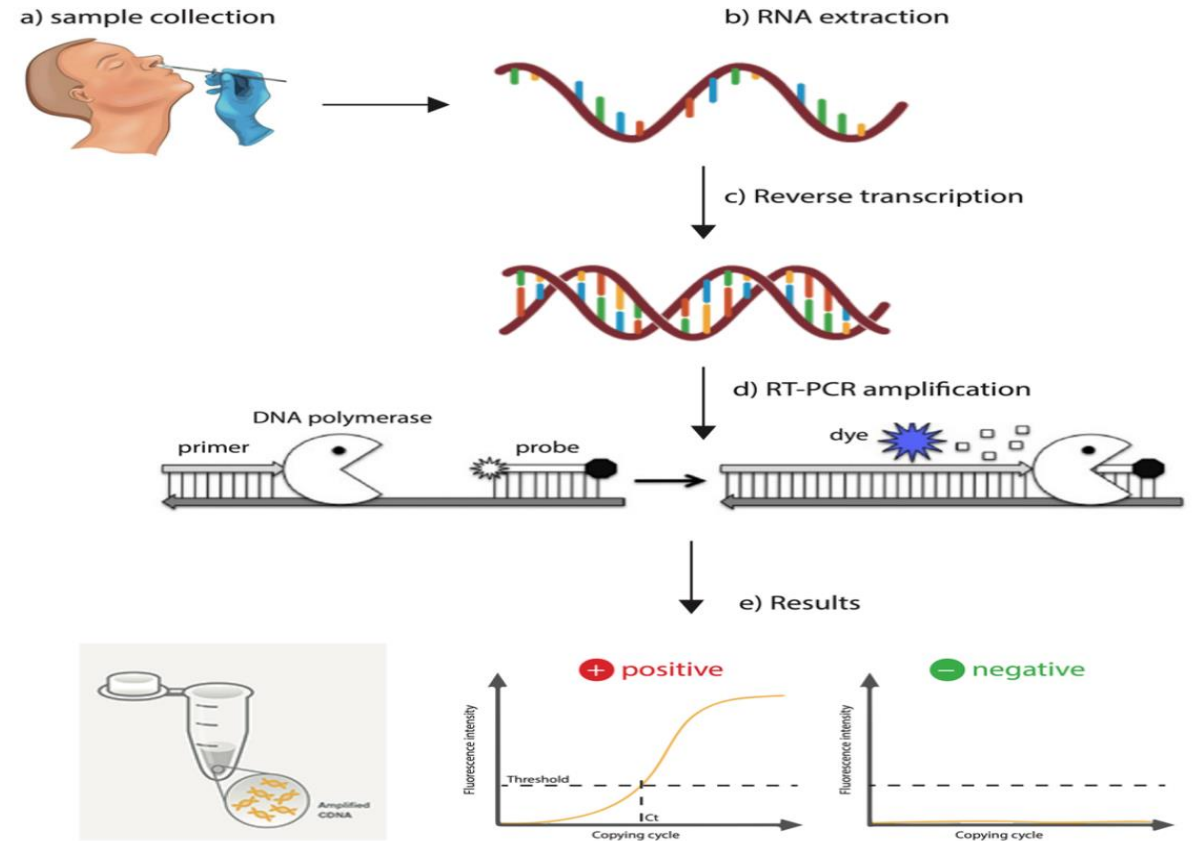 a) sample collection
b) RNA extraction
c) Reverse transcription
d) RT-PCR amplification
DNA polymerase
primer
probe
dye
e) Results
+ positive
− negative
Fluorescence intensity
Threshold
Ct
Copying cycle
Fluorescence intensity
Copying cycle
Amplified
CDNA